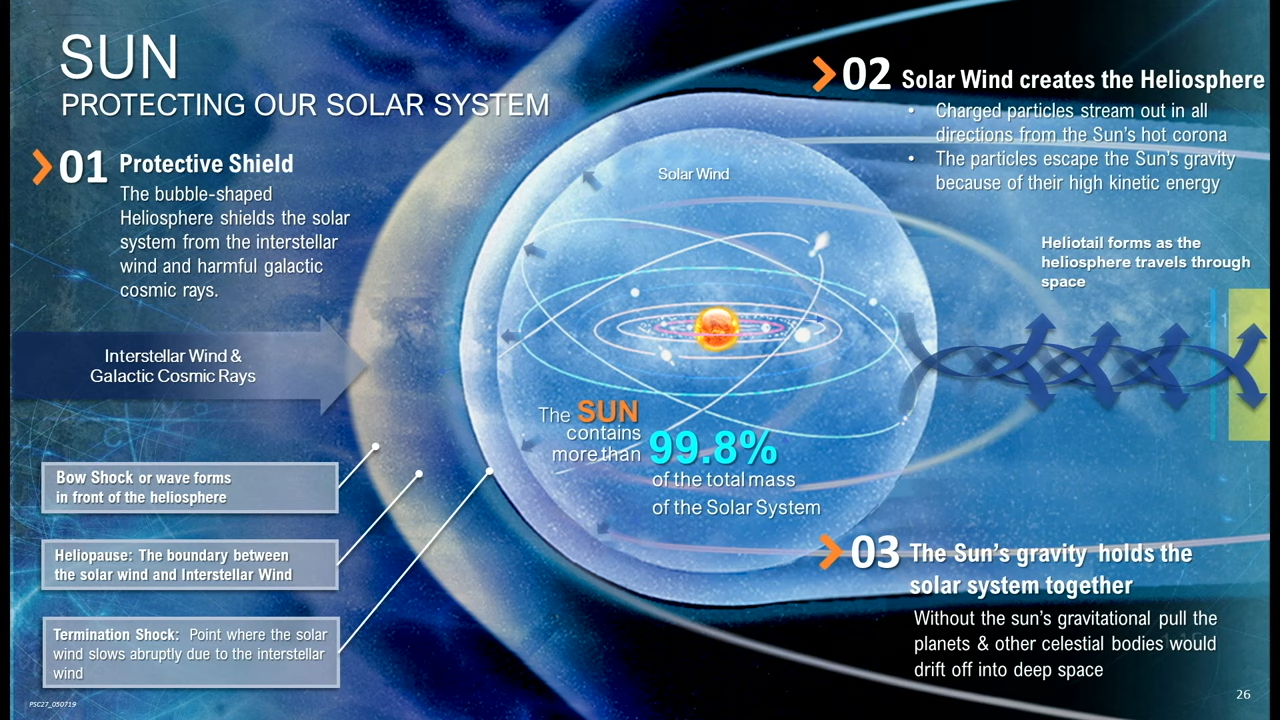 SUN
PROTECTING OUR SOLAR SYSTEM
01 Protective Shield
The bubble-shaped
Heliosphere shields the solar
system from the interstellar
wind and harmful galactic
cosmic rays.
Interstellar Wind &
Galactic Cosmic Rays
Bow Shock or wave forms
in front of the heliosphere
Heliopause: The boundary between
the solar wind and Interstellar Wind
Termination Shock: Point where the solar
wind slows abruptly due to the interstellar
wind
PSC27_050719
Solar Wind
The SUN
contains
more than 99.8%
of the total mass
of the Solar System
02 Solar Wind creates the Heliosphere
• Charged particles stream out in all
directions from the Sun's hot corona
• The particles escape the Sun's gravity
because of their high kinetic energy
Heliotail forms as the
heliosphere travels through
space
03 The Sun's gravity holds the
solar system together
Without the sun's gravitational pull the
planets & other celestial bodies would
drift off into deep space
26